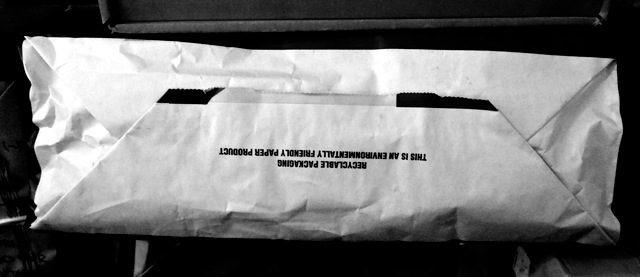 RECYCLABLE PACKAGING
THIS IS AN ENVIRONMENTALLY FRIENDLY PAPER PRODUCT